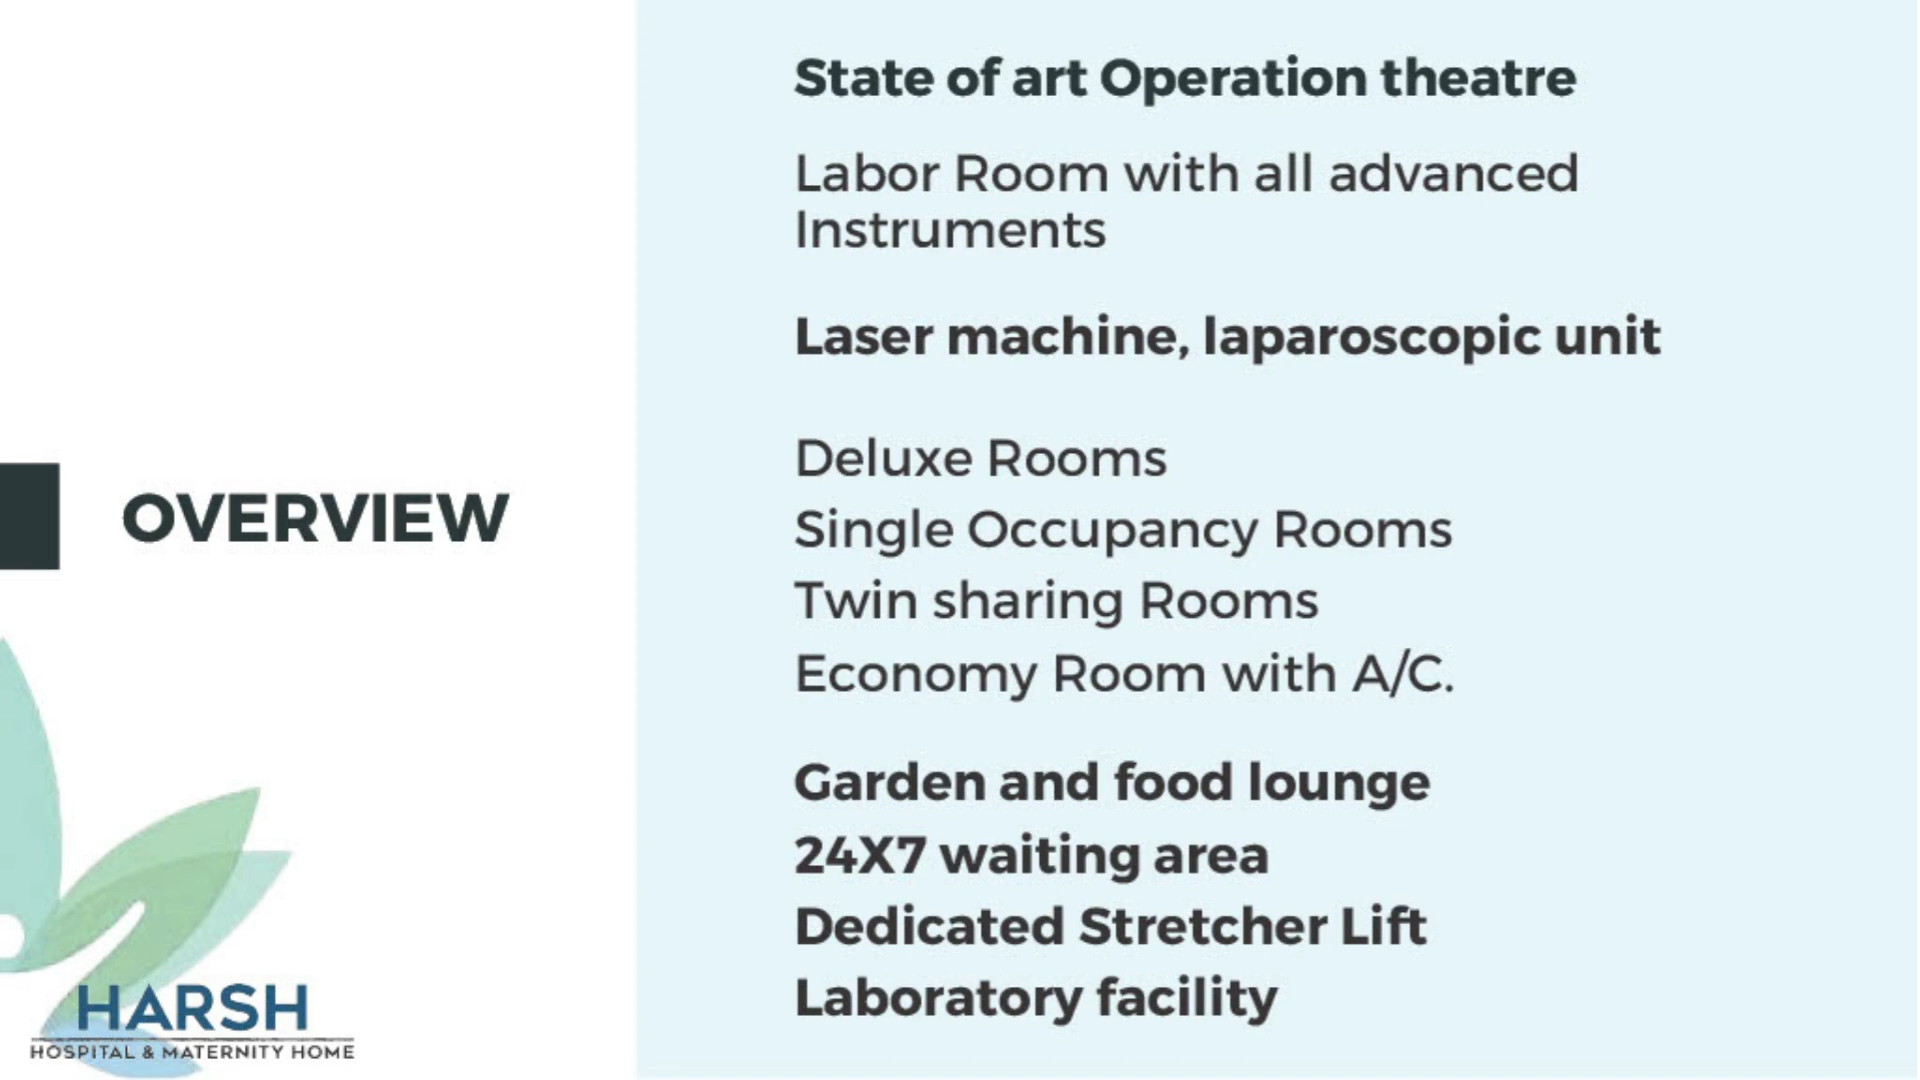 OVERVIEW
HARSH
HOSPITAL & MATERNITY HOME
State of art Operation theatre
Labor Room with all advanced
Instruments
Laser machine, laparoscopic unit
Deluxe Rooms
Single Occupancy Rooms
Twin sharing Rooms
Economy Room with A/C.
Garden and food lounge
24X7 waiting area
Dedicated Stretcher Lift
Laboratory facility